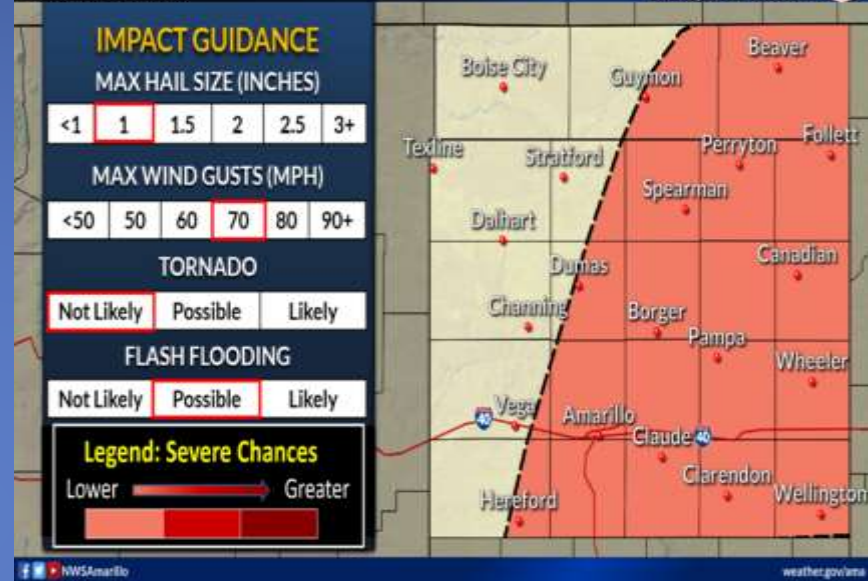 IMPACT GUIDANCE
MAX HAIL SIZE (INCHES)
<1 1 1.5 2 2.5 3+
MAX WIND GUSTS (MPH)
<50 50 60 70 80 90+
TORNADO
Not Likely Possible Likely
FLASH FLOODING
Not Likely Possible Likely
Legend: Severe Chances
Lower Greater
Boise City
Guymon
Beaver
Texline
Stratford
Perryton
Follett
Spearman
Dalhart
Dumas
Canadian
Channing
Borger
Pampa
Wheeler
40
Vega
Amarillo
Claude
40
Clarendon
Hereford
Wellington
NWSAmarillo
weather.gov/ama